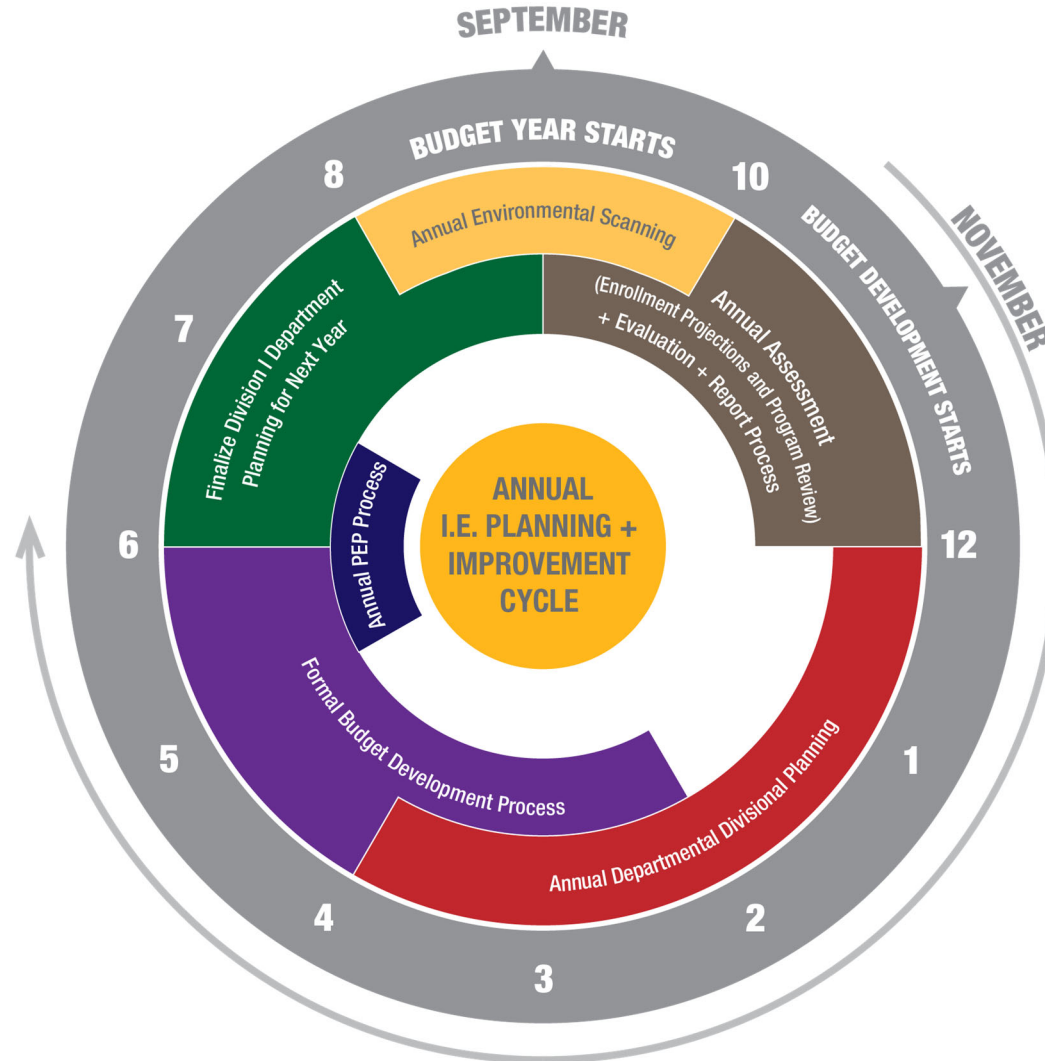 SEPTEMBER
BUDGET YEAR STARTS
8
10
NOVEMBER
BUDGET DEVELOPMENT STARTS
12
1
2
3
4
5
6
7
Annual Environmental Scanning
Annual Assessment
(Enrollment Projections and Program Review)
+ Evaluation + Report Process
Finalize Division I Department
Planning for Next Year
Annual PEP Process
ANNUAL
I.E. PLANNING +
IMPROVEMENT
CYCLE
Formal Budget Development Process
Annual Departmental Divisional Planning